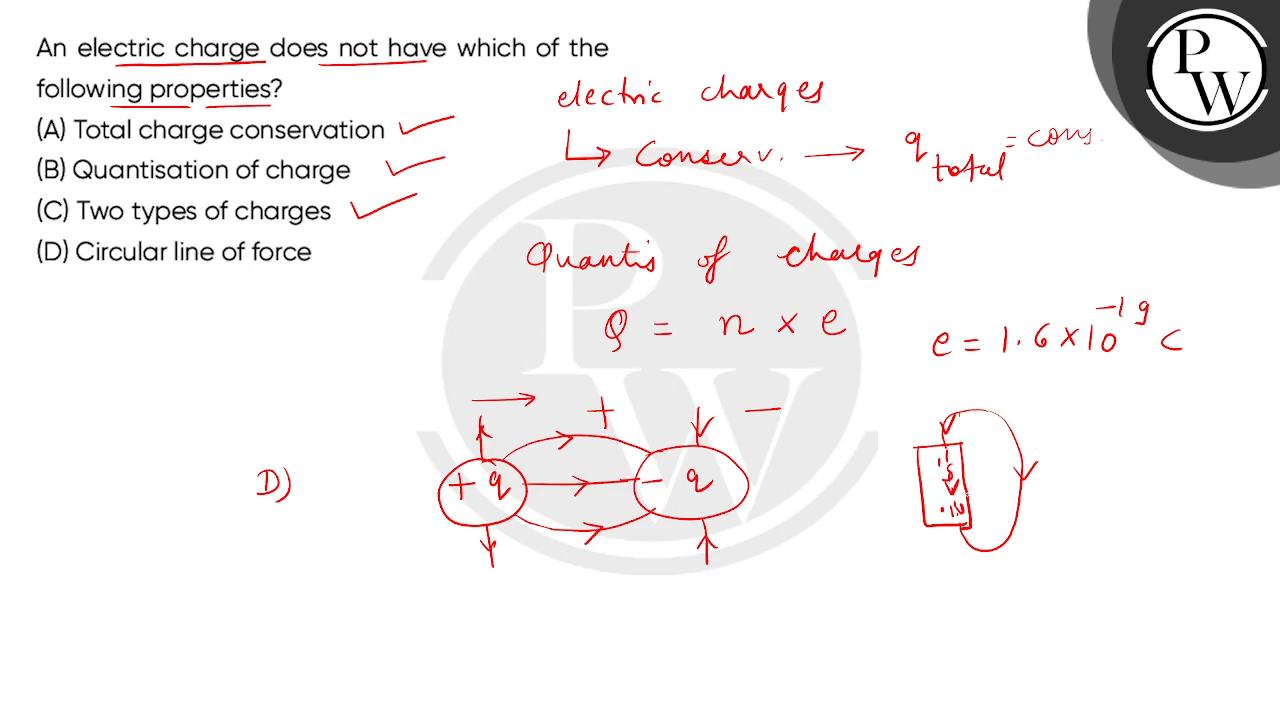 An electric charge does not have which of the
following properties?
(A) Total charge conservation
(B) Quantisation of charge
(C) Two types of charges
(D) Circular line of force
electric charges
Conserv. → q total = cons.
Quantis of charges
Q = n × e
e = 1.6 × 10⁻¹⁹ C
+ −
D)
+ q − q
S
N
P
W
P
W